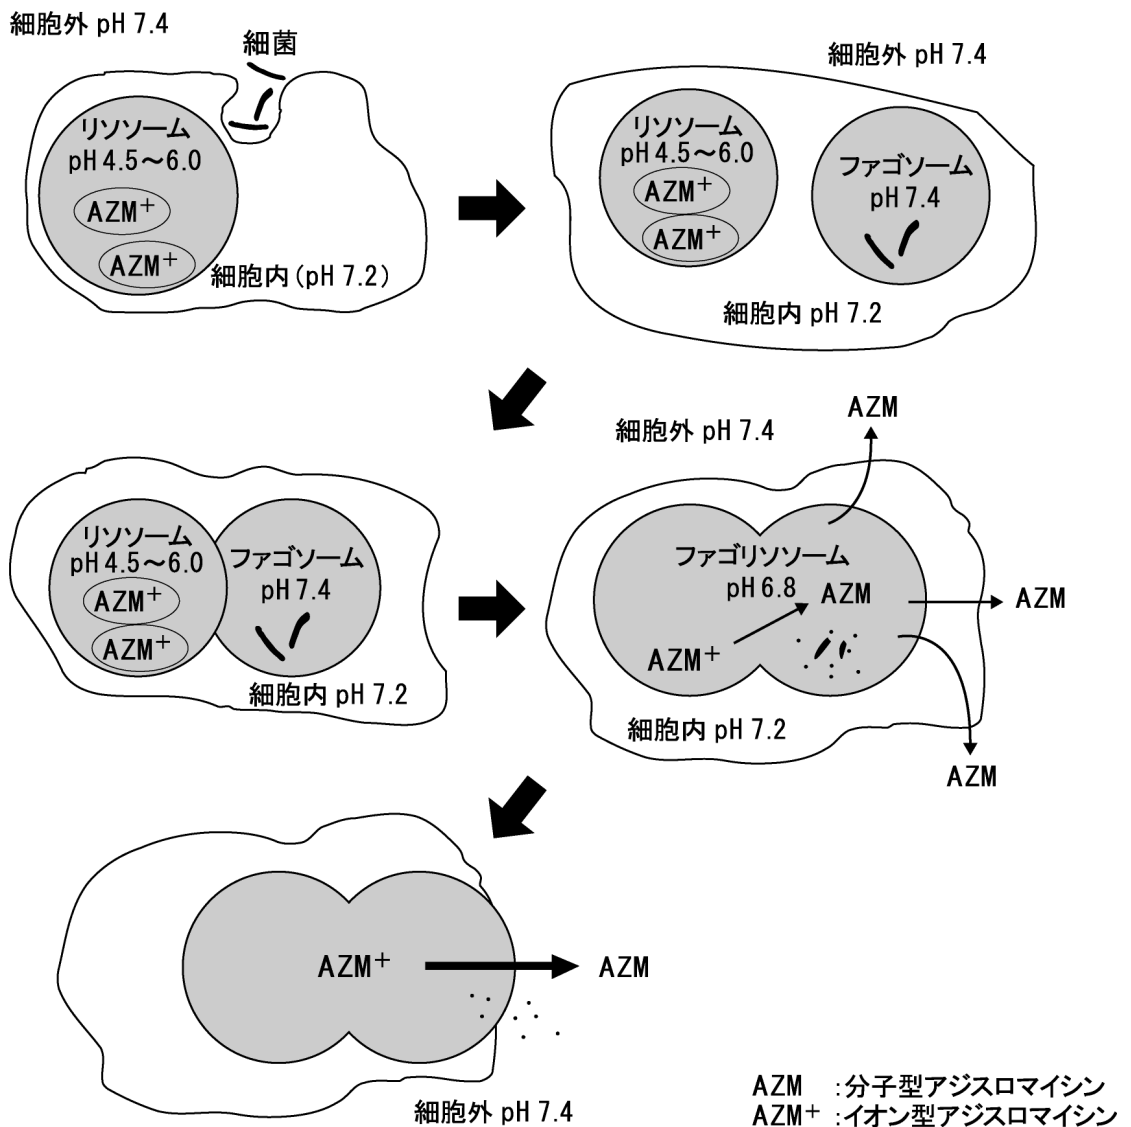 細胞外 pH 7.4
細菌
リソソーム
pH 4.5～6.0
AZM+
AZM+
細胞内（pH 7.2）
細胞外 pH 7.4
リソソーム
pH 4.5～6.0
AZM+
AZM+
ファゴソーム
pH 7.4
細胞内 pH 7.2
リソソーム
pH 4.5～6.0
AZM+
AZM+
ファゴソーム
pH 7.4
細胞内 pH 7.2
細胞外 pH 7.4
AZM
ファゴリソソーム
pH 6.8
AZM
AZM+
AZM
細胞内 pH 7.2
AZM
AZM+
AZM
細胞外 pH 7.4
AZM ：分子型アジスロマイシン
AZM+ ：イオン型アジスロマイシン